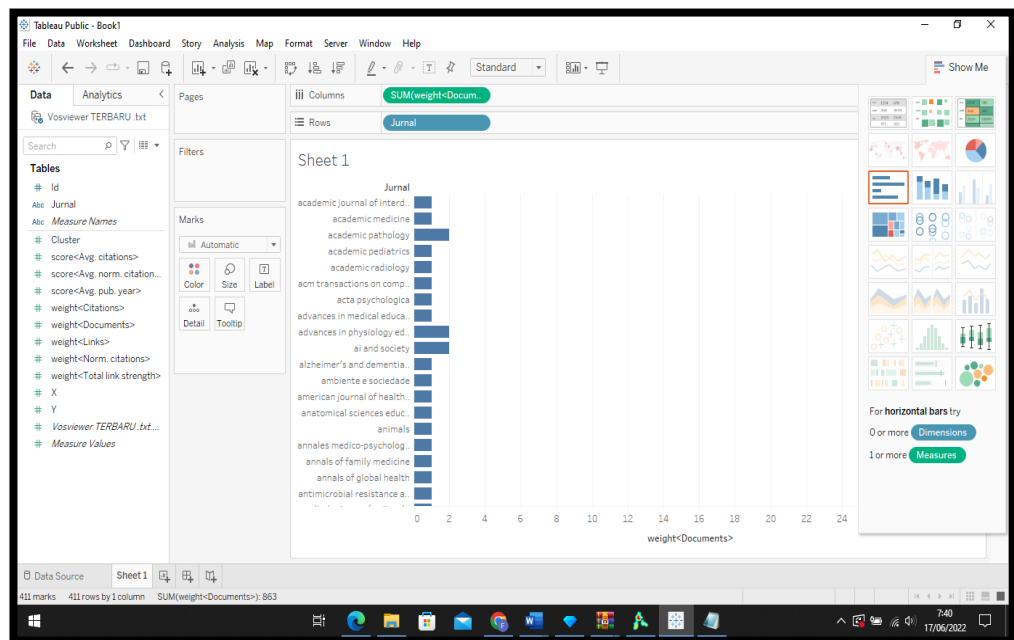 Tableau Public - Book1
File Data Worksheet Dashboard Story Analysis Map Format Server Window Help
Standard
Show Me
Data Analytics
Vosviewer TERBARU .txt
Search
Tables
# Id
Abc Jurnal
Abc Measure Names
# Cluster
# score<Avg. citations>
# score<Avg. norm. citation...
# score<Avg. pub. year>
# weight<Citations>
# weight<Documents>
# weight<Links>
# weight<Norm. citations>
# weight<Total link strength>
# X
# Y
# Vosviewer TERBARU .txt....
# Measure Values
Pages
Filters
Marks
Automatic
Color Size Label
Detail Tooltip
Columns SUM(weight<Docum..
Rows Jurnal
Sheet 1
Jurnal
academic journal of interd..
academic medicine
academic pathology
academic pediatrics
academic radiology
acm transactions on comp..
acta psychologica
advances in medical educa..
advances in physiology ed..
ai and society
alzheimer's and dementia..
ambiente e sociedade
american journal of health..
anatomical sciences educ..
animals
annales medico-psycholog..
annals of family medicine
annals of global health
antimicrobial resistance a..
0 2 4 6 8 10 12 14 16 18 20 22 24
weight<Documents>
For horizontal bars try
0 or more Dimensions
1 or more Measures
Data Source Sheet 1
411 marks 411 rows by 1 column SUM(weight<Documents>): 863
7:40
17/06/2022